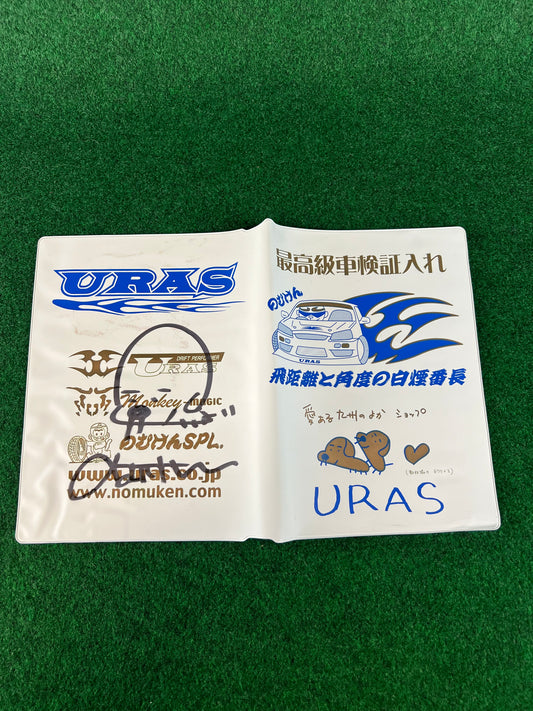 URAS
DRIFT PERFORMER
URAS
Monkey-MAGIC
のむけんSPL.
www.uras.co.jp
www.nomuken.com
最高級車検証入れ
のむけん
URAS
飛距離と角度の白煙番長
愛ある九州のよか ショップ
URAS